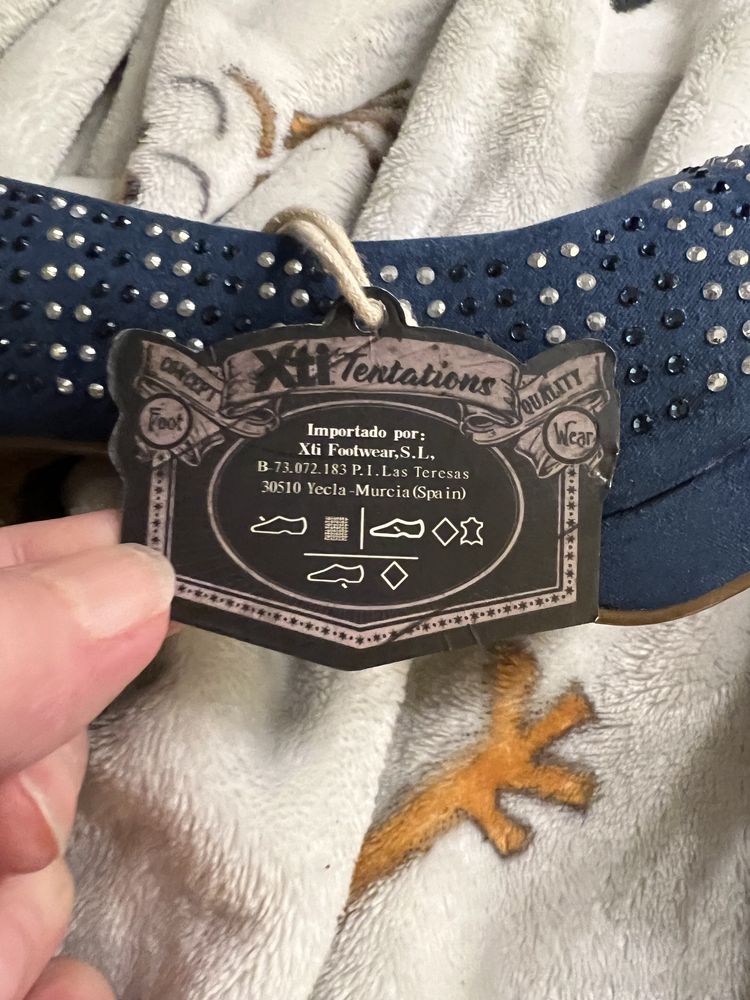 Xti Tentations
CONCEPT
QUALITY
Foot
Wear
Importado por:
Xti Footwear,S.L,
B-73.072.183 P.I.Las Teresas
30510 Yecla-Murcia(Spain)